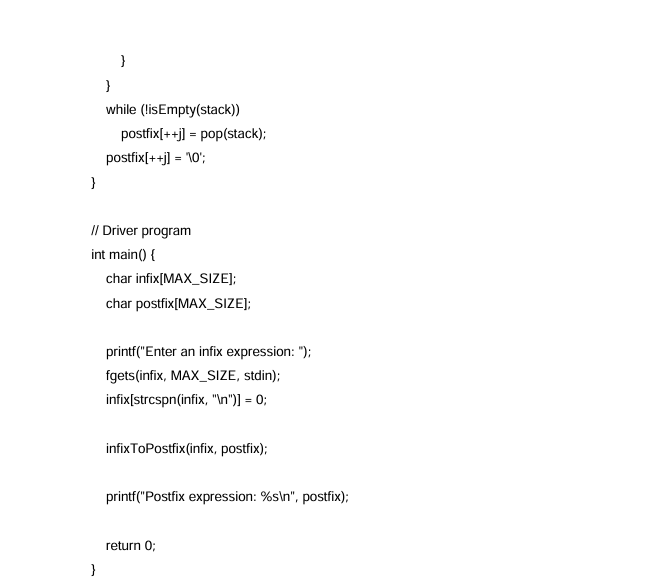 }
    }
    while (!isEmpty(stack))
        postfix[++j] = pop(stack);
    postfix[++j] = '\0';
}

// Driver program
int main() {
    char infix[MAX_SIZE];
    char postfix[MAX_SIZE];

    printf("Enter an infix expression: ");
    fgets(infix, MAX_SIZE, stdin);
    infix[strcspn(infix, "\n")] = 0;

    infixToPostfix(infix, postfix);

    printf("Postfix expression: %s\n", postfix);

    return 0;
}